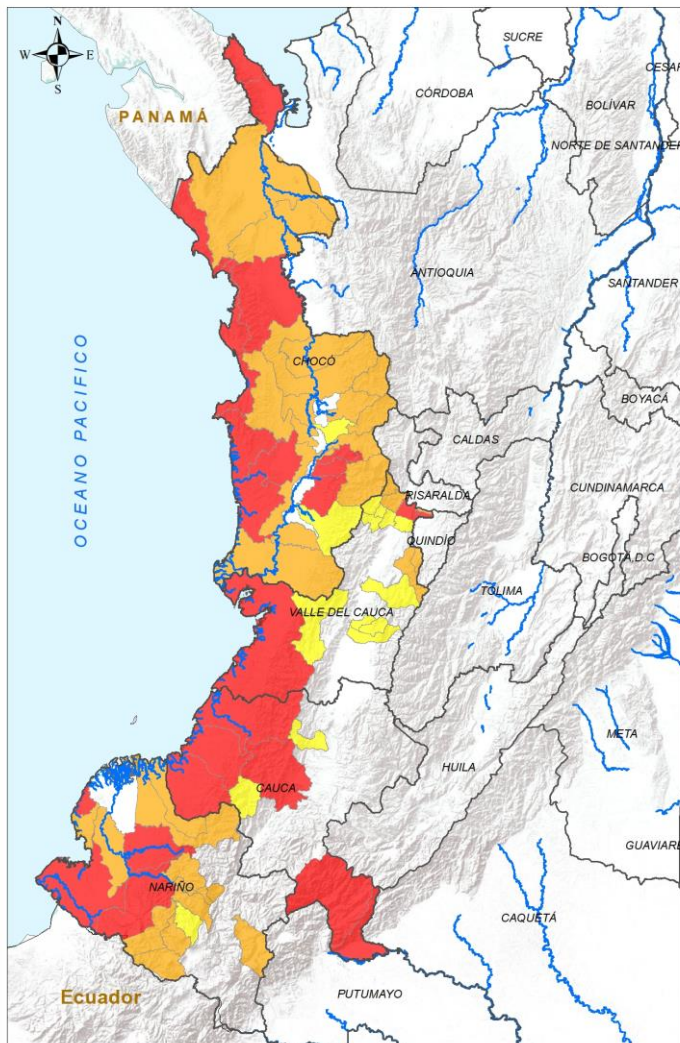 N
W E
S
SUCRE
CESAR
CÓRDOBA
BOLÍVAR
PANAMÁ
NORTE DE SANTANDER
ANTIOQUIA
SANTANDER
OCEANO PACIFICO
CHOCÓ
BOYACÁ
CALDAS
CUNDINAMARCA
RISARALDA
QUINDÍO
BOGOTÁ,D.C
TOLIMA
VALLE DEL CAUCA
META
HUILA
CAUCA
GUAVIARE
NARIÑO
CAQUETÁ
Ecuador
PUTUMAYO